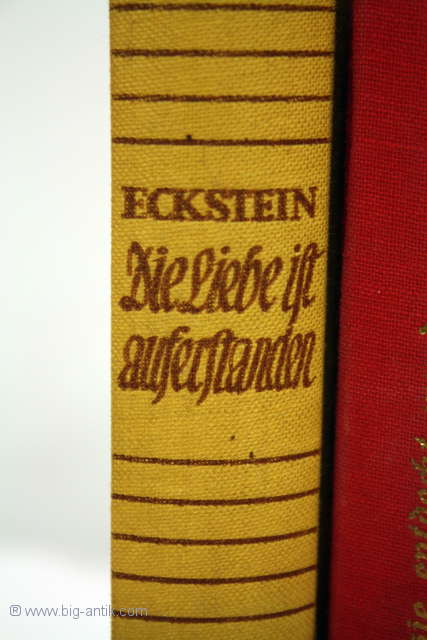 ECKSTEIN
Die Liebe iſt
auferſtanden
® www.big-antik.com